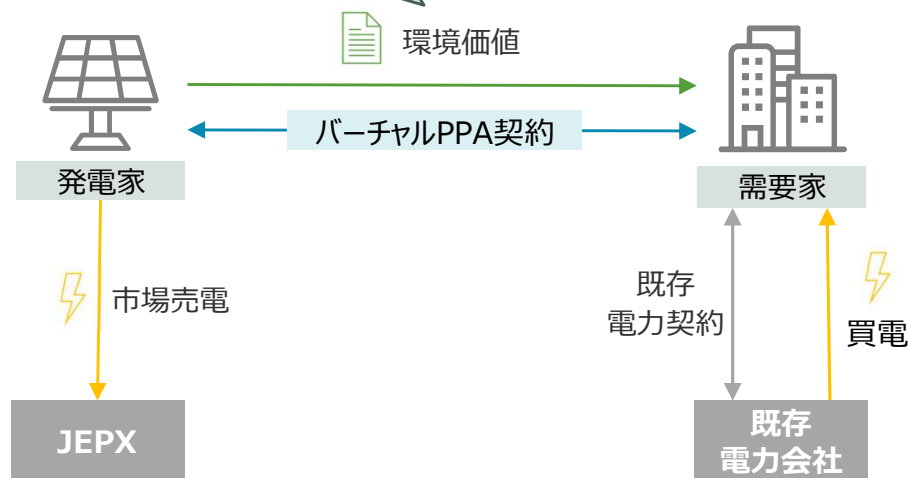 環境価値
バーチャルPPA契約
発電家
需要家
市場売電
既存
電力契約
買電
JEPX
既存
電力会社